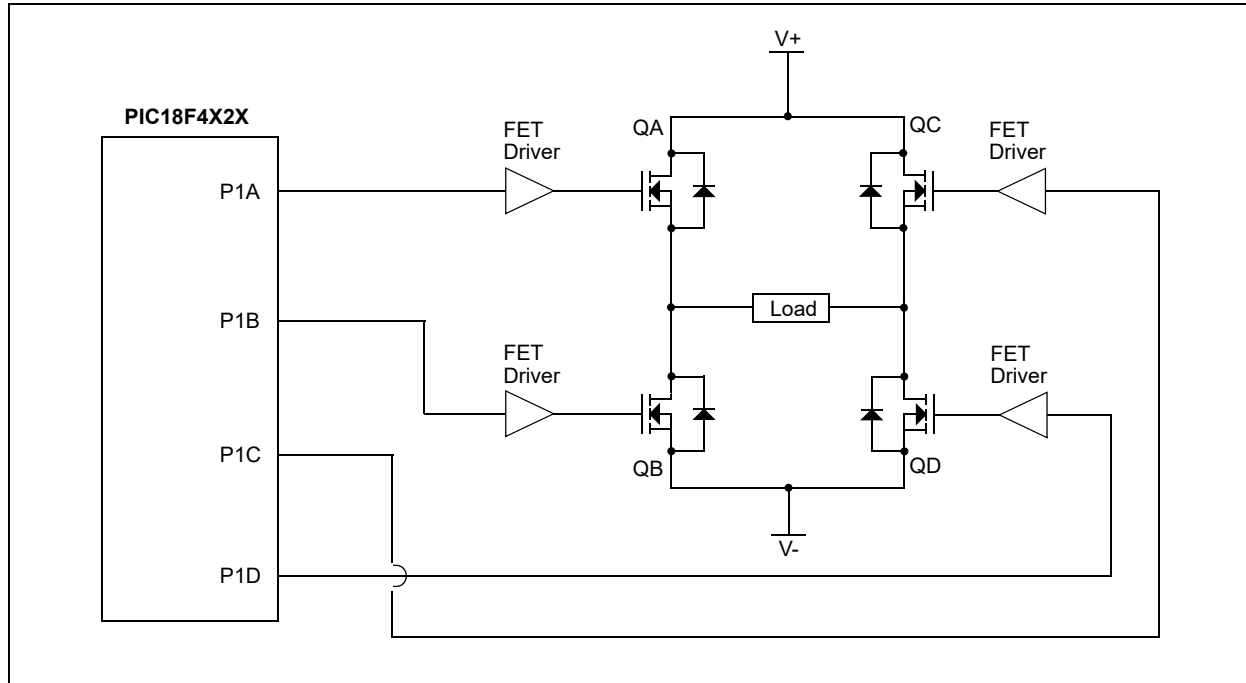 V+
PIC18F4X2X
FET
Driver
QA
QC
FET
Driver
P1A
P1B
Load
FET
Driver
FET
Driver
P1C
QB
QD
V-
P1D